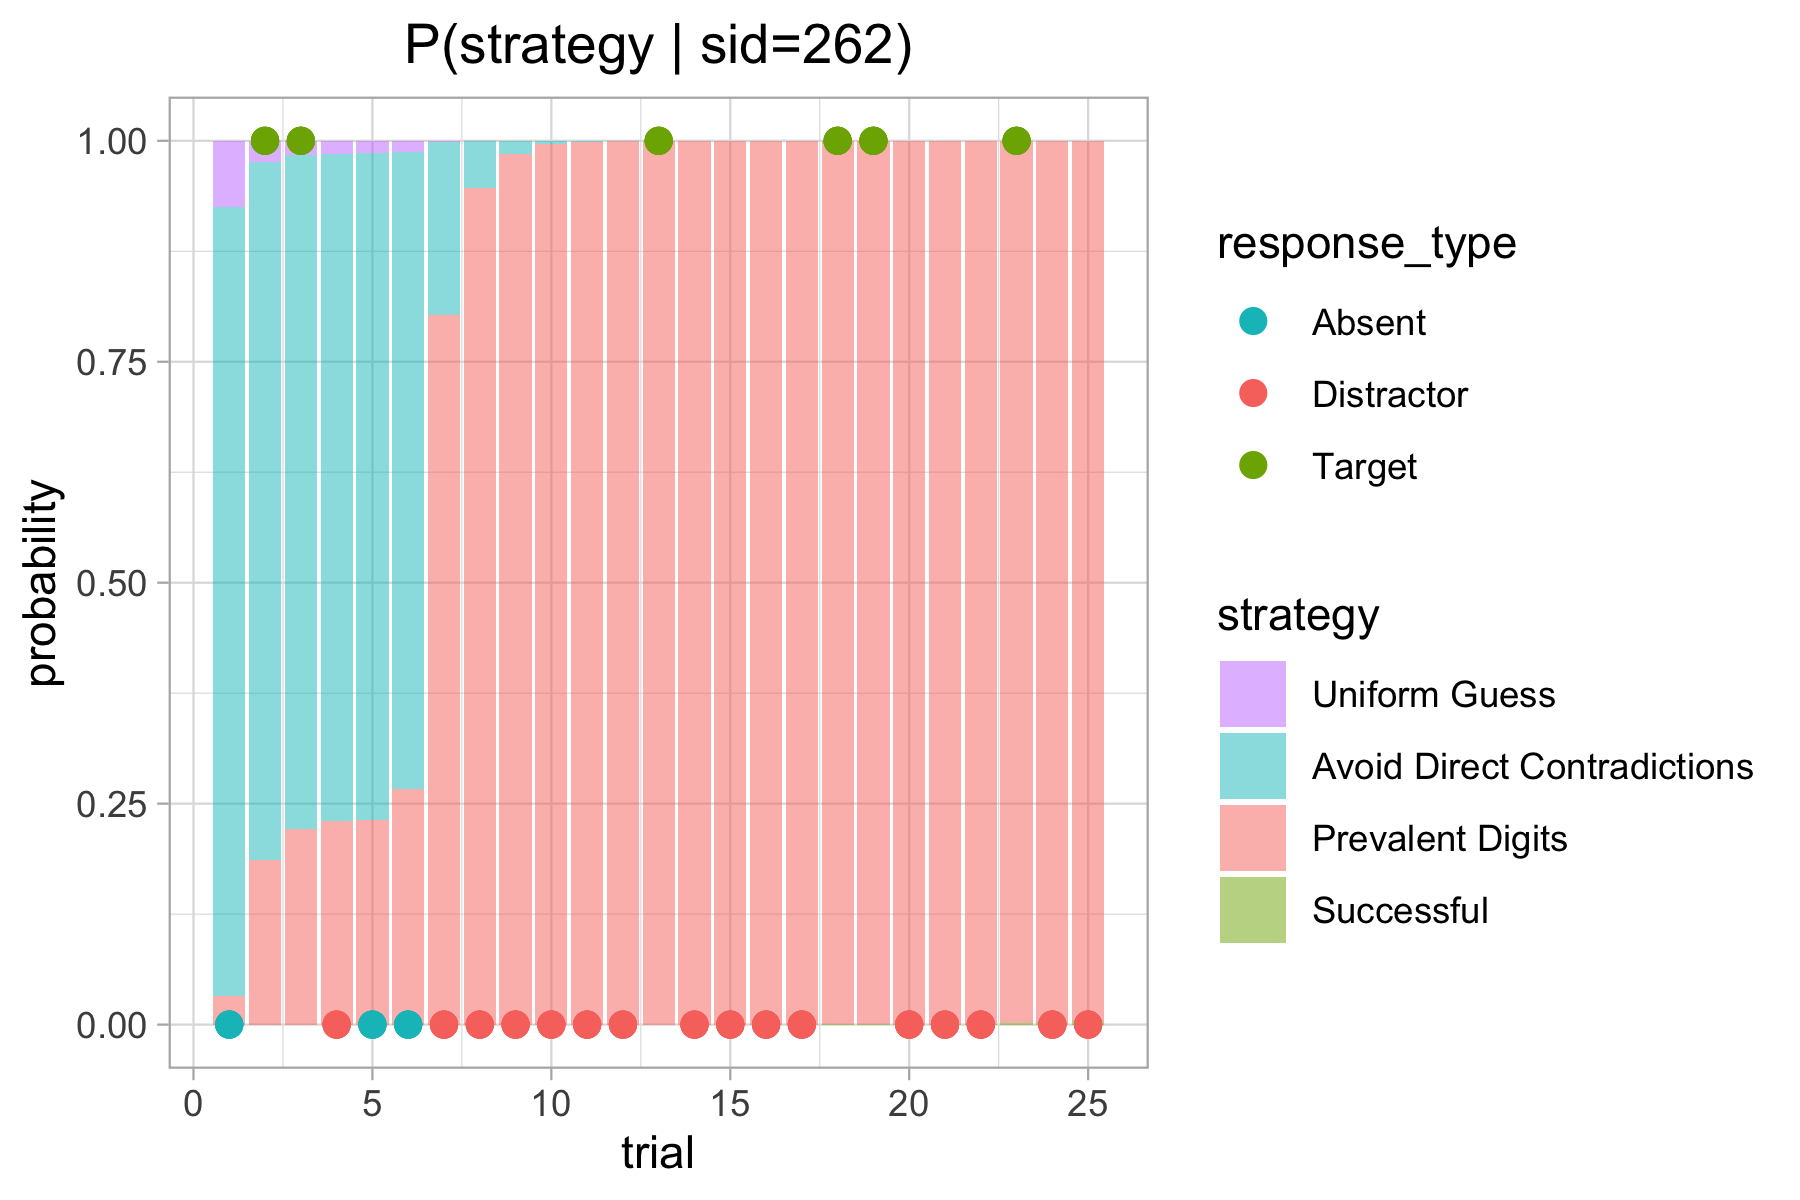 P(strategy | sid=262)
1.00
0.75
0.50
0.25
0.00
probability
0 5 10 15 20 25
trial
response_type
Absent
Distractor
Target
strategy
Uniform Guess
Avoid Direct Contradictions
Prevalent Digits
Successful